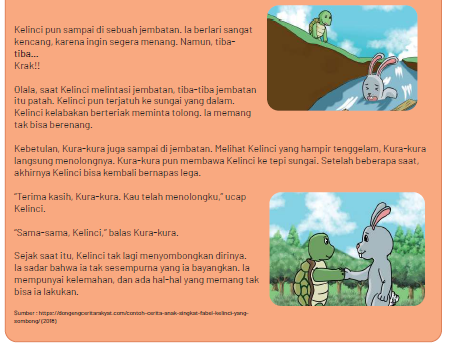 Kelinci pun sampai di sebuah jembatan. Ia berlari sangat
kencang, karena ingin segera menang. Namun, tiba-
tiba...
Krak!!
Olala, saat Kelinci melintasi jembatan, tiba-tiba jembatan
itu patah. Kelinci pun terjatuh ke sungai yang dalam.
Kelinci kelabakan berteriak meminta tolong. Ia memang
tak bisa berenang.
Kebetulan, Kura-kura juga sampai di jembatan. Melihat Kelinci yang hampir tenggelam, Kura-kura
langsung menolongnya. Kura-kura pun membawa Kelinci ke tepi sungai. Setelah beberapa saat,
akhirnya Kelinci bisa kembali bernapas lega.
"Terima kasih, Kura-kura. Kau telah menolongku," ucap
Kelinci.
"Sama-sama, Kelinci," balas Kura-kura.
Sejak saat itu, Kelinci tak lagi menyombongkan dirinya.
Ia sadar bahwa ia tak sesempurna yang ia bayangkan. Ia
mempunyai kelemahan, dan ada hal-hal yang memang tak
bisa ia lakukan.
Sumber : https://dongengceritarakyat.com/contoh-cerita-anak-singkat-fabel-kelinci-yang-
sombong/ (2018)